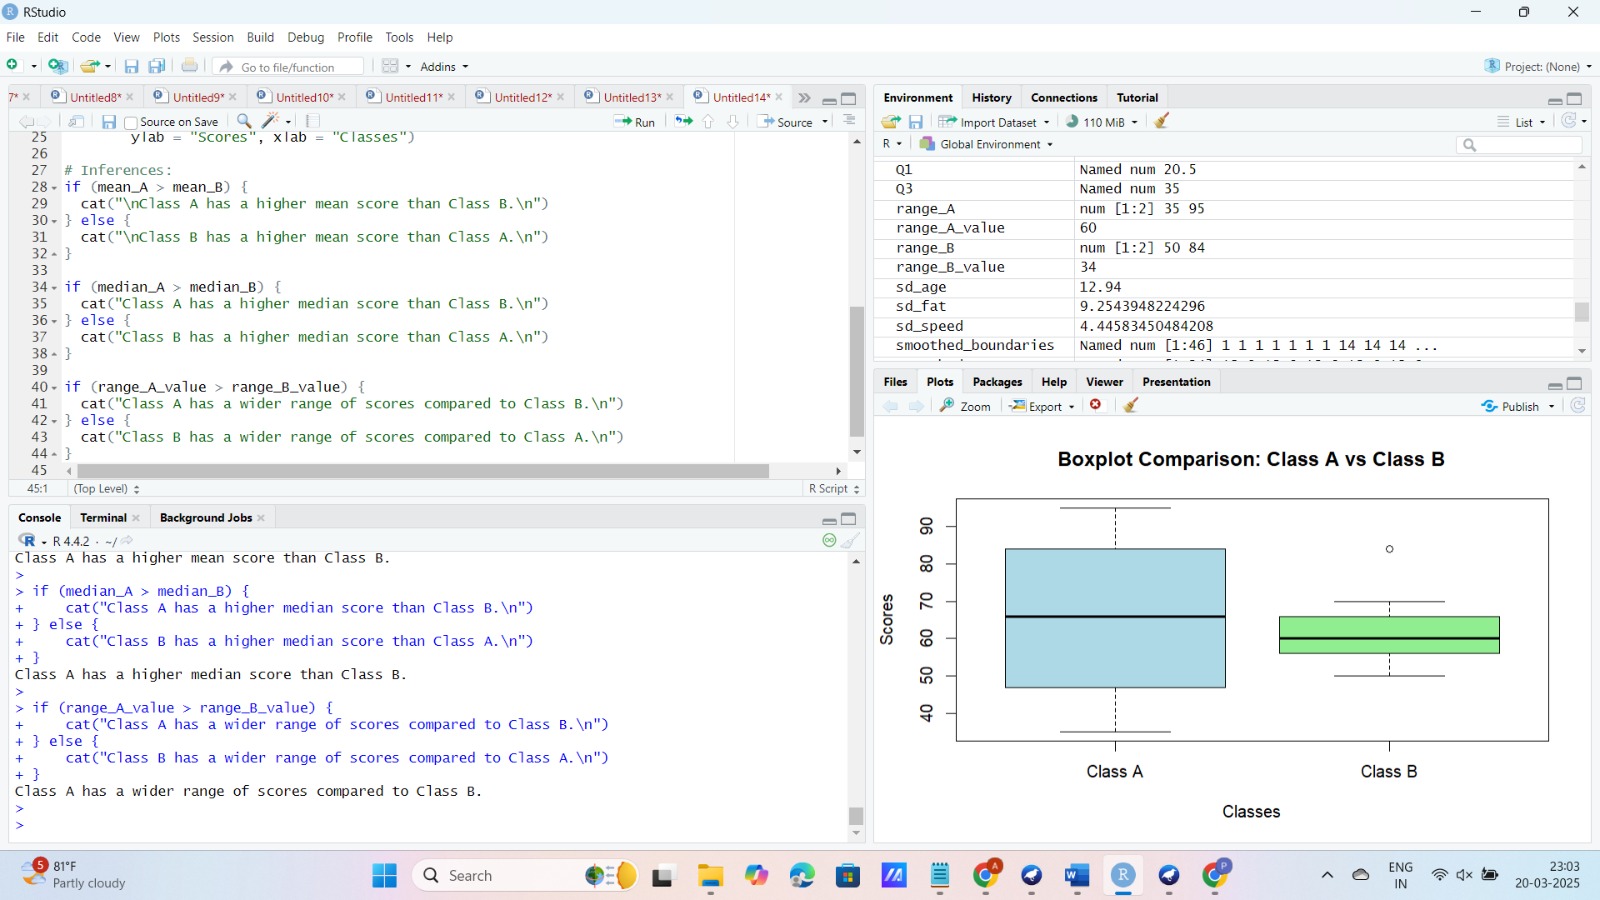 RStudio
File Edit Code View Plots Session Build Debug Profile Tools Help
Go to file/function Addins Project: (None)
7* Untitled8* Untitled9* Untitled10* Untitled11* Untitled12* Untitled13* Untitled14*
Source on Save Run Source
25 ylab = "Scores", xlab = "Classes")
26
27 # Inferences:
28 if (mean_A > mean_B) {
29 cat("\nClass A has a higher mean score than Class B.\n")
30 } else {
31 cat("\nClass B has a higher mean score than Class A.\n")
32 }
33
34 if (median_A > median_B) {
35 cat("Class A has a higher median score than Class B.\n")
36 } else {
37 cat("Class B has a higher median score than Class A.\n")
38 }
39
40 if (range_A_value > range_B_value) {
41 cat("Class A has a wider range of scores compared to Class B.\n")
42 } else {
43 cat("Class B has a wider range of scores compared to Class A.\n")
44 }
45
45:1 (Top Level) R Script
Console Terminal Background Jobs
R R 4.4.2 · ~/
Class A has a higher mean score than Class B.
>
> if (median_A > median_B) {
+ cat("Class A has a higher median score than Class B.\n")
+ } else {
+ cat("Class B has a higher median score than Class A.\n")
+ }
Class A has a higher median score than Class B.
>
> if (range_A_value > range_B_value) {
+ cat("Class A has a wider range of scores compared to Class B.\n")
+ } else {
+ cat("Class B has a wider range of scores compared to Class A.\n")
+ }
Class A has a wider range of scores compared to Class B.
>
>
Environment History Connections Tutorial
Import Dataset 110 MiB List
R Global Environment
Q1 Named num 20.5
Q3 Named num 35
range_A num [1:2] 35 95
range_A_value 60
range_B num [1:2] 50 84
range_B_value 34
sd_age 12.94
sd_fat 9.2543948224296
sd_speed 4.44583450484208
smoothed_boundaries Named num [1:46] 1 1 1 1 1 1 1 14 14 14 ...
Files Plots Packages Help Viewer Presentation
Zoom Export Publish
Boxplot Comparison: Class A vs Class B
Scores
90
80
70
60
50
40
Class A Class B
Classes
5 81°F
Partly cloudy
Search
A
W
R
P
ENG
IN
23:03
20-03-2025